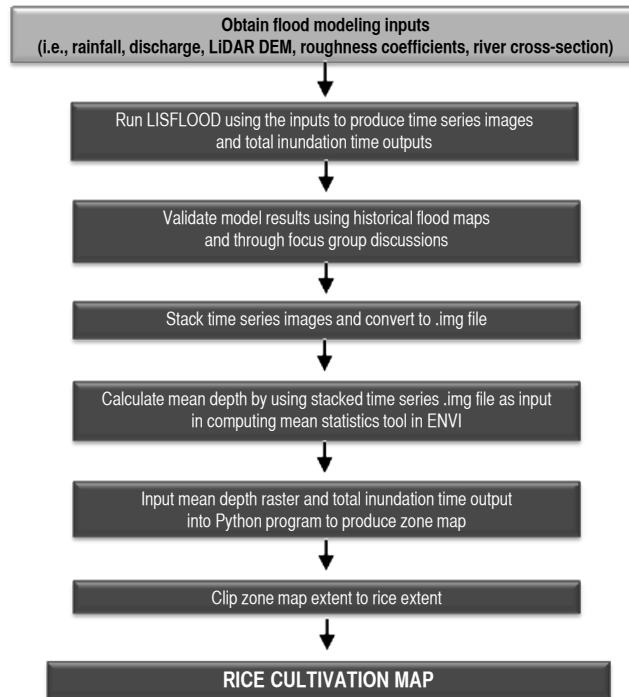 Obtain flood modeling inputs
(i.e., rainfall, discharge, LiDAR DEM, roughness coefficients, river cross-section)
Run LISFLOOD using the inputs to produce time series images
and total inundation time outputs
Validate model results using historical flood maps
and through focus group discussions
Stack time series images and convert to .img file
Calculate mean depth by using stacked time series .img file as input
in computing mean statistics tool in ENVI
Input mean depth raster and total inundation time output
into Python program to produce zone map
Clip zone map extent to rice extent
RICE CULTIVATION MAP